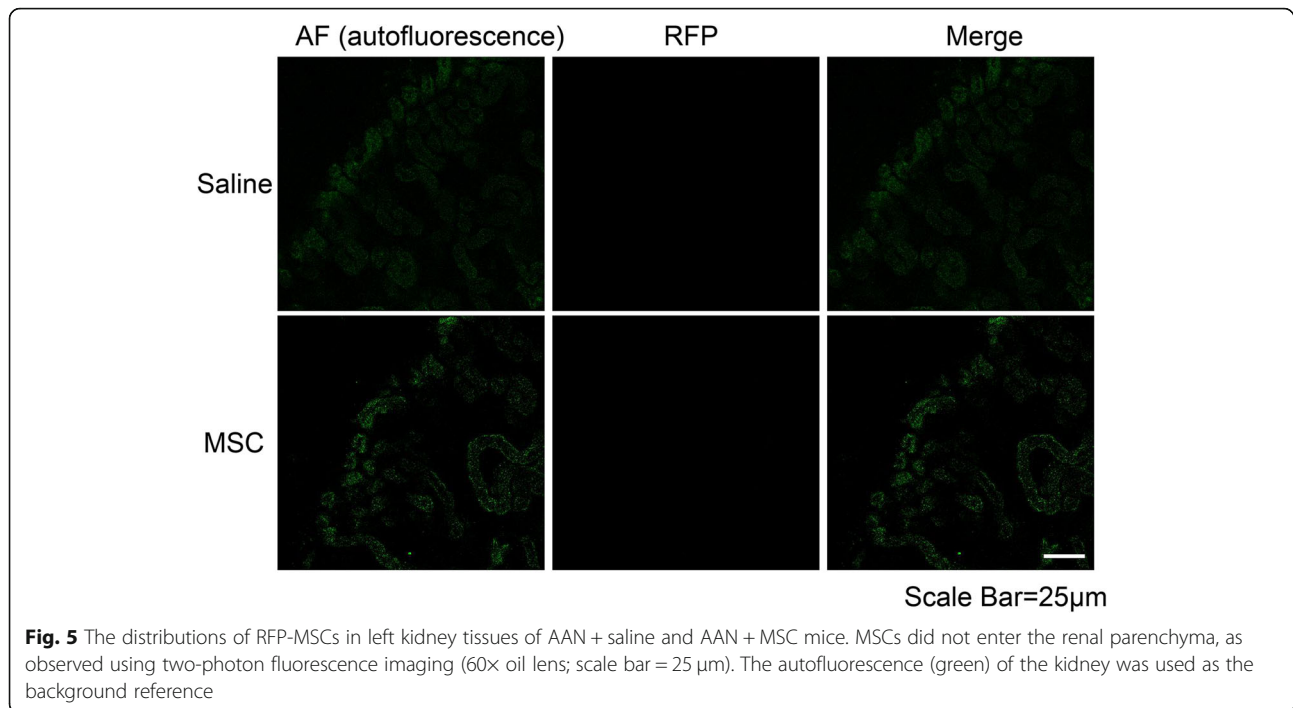 AF (autofluorescence) RFP Merge
Saline
MSC
Scale Bar=25μm
Fig. 5 The distributions of RFP-MSCs in left kidney tissues of AAN + saline and AAN + MSC mice. MSCs did not enter the renal parenchyma, as
observed using two-photon fluorescence imaging (60× oil lens; scale bar = 25 μm). The autofluorescence (green) of the kidney was used as the
background reference